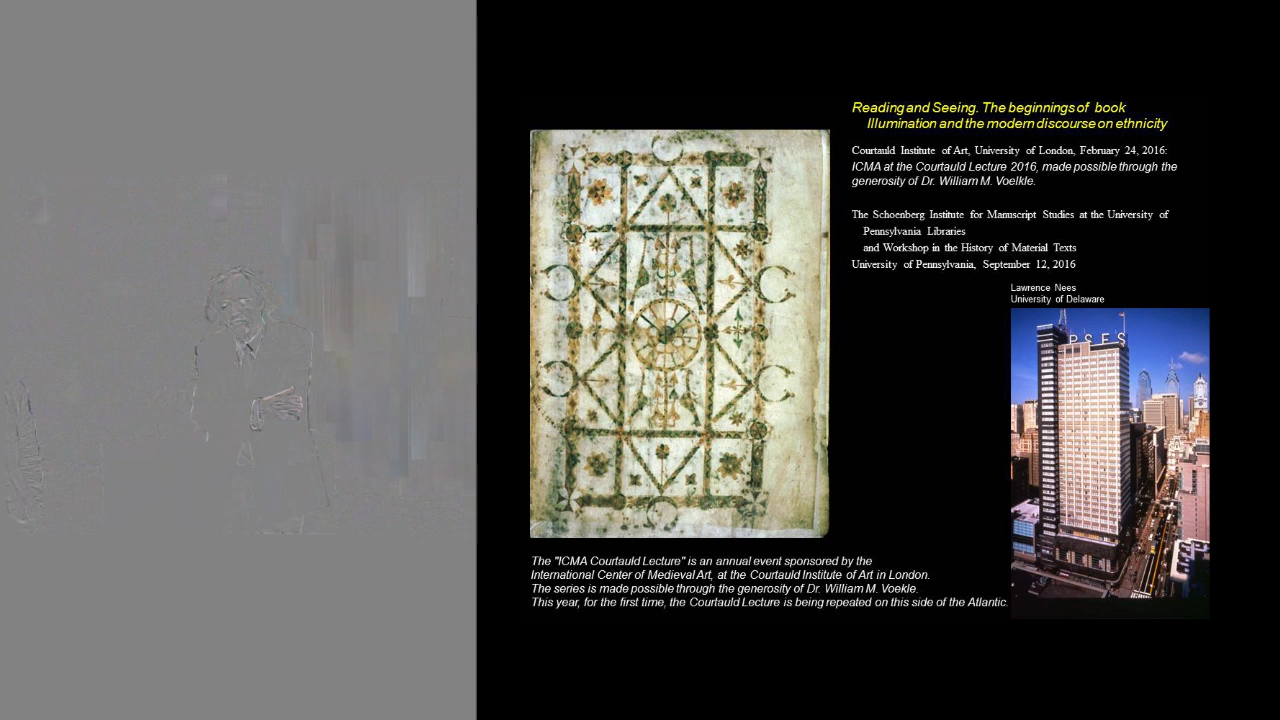 Reading and Seeing. The beginnings of book
Illumination and the modern discourse on ethnicity
Courtauld Institute of Art, University of London, February 24, 2016:
ICMA at the Courtauld Lecture 2016, made possible through the
generosity of Dr. William M. Voelkle.
The Schoenberg Institute for Manuscript Studies at the University of
Pennsylvania Libraries
and Workshop in the History of Material Texts
University of Pennsylvania, September 12, 2016
Lawrence Nees
University of Delaware
PSFS
The "ICMA Courtauld Lecture" is an annual event sponsored by the
International Center of Medieval Art, at the Courtauld Institute of Art in London.
The series is made possible through the generosity of Dr. William M. Voekle.
This year, for the first time, the Courtauld Lecture is being repeated on this side of the Atlantic.